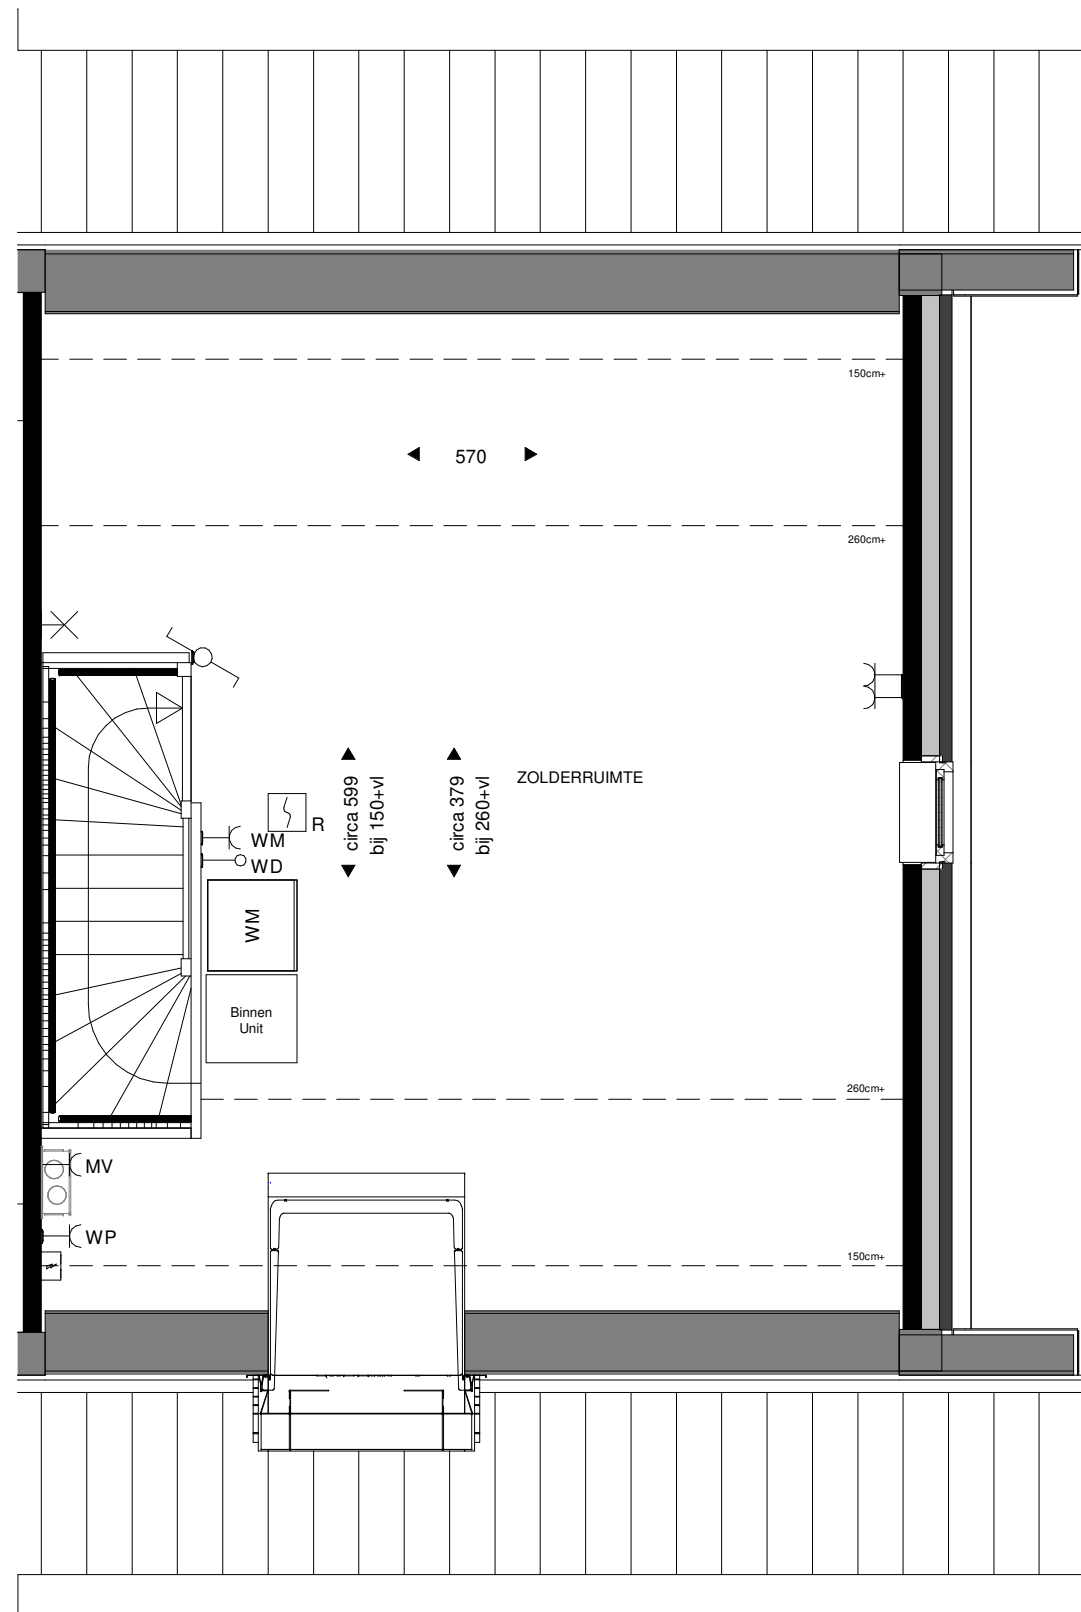 150cm+
570
260cm+
ZOLDERRUIMTE
circa 599
bij 150+vl
circa 379
bij 260+vl
R
WM
WD
WM
Binnen
Unit
260cm+
MV
WP
150cm+